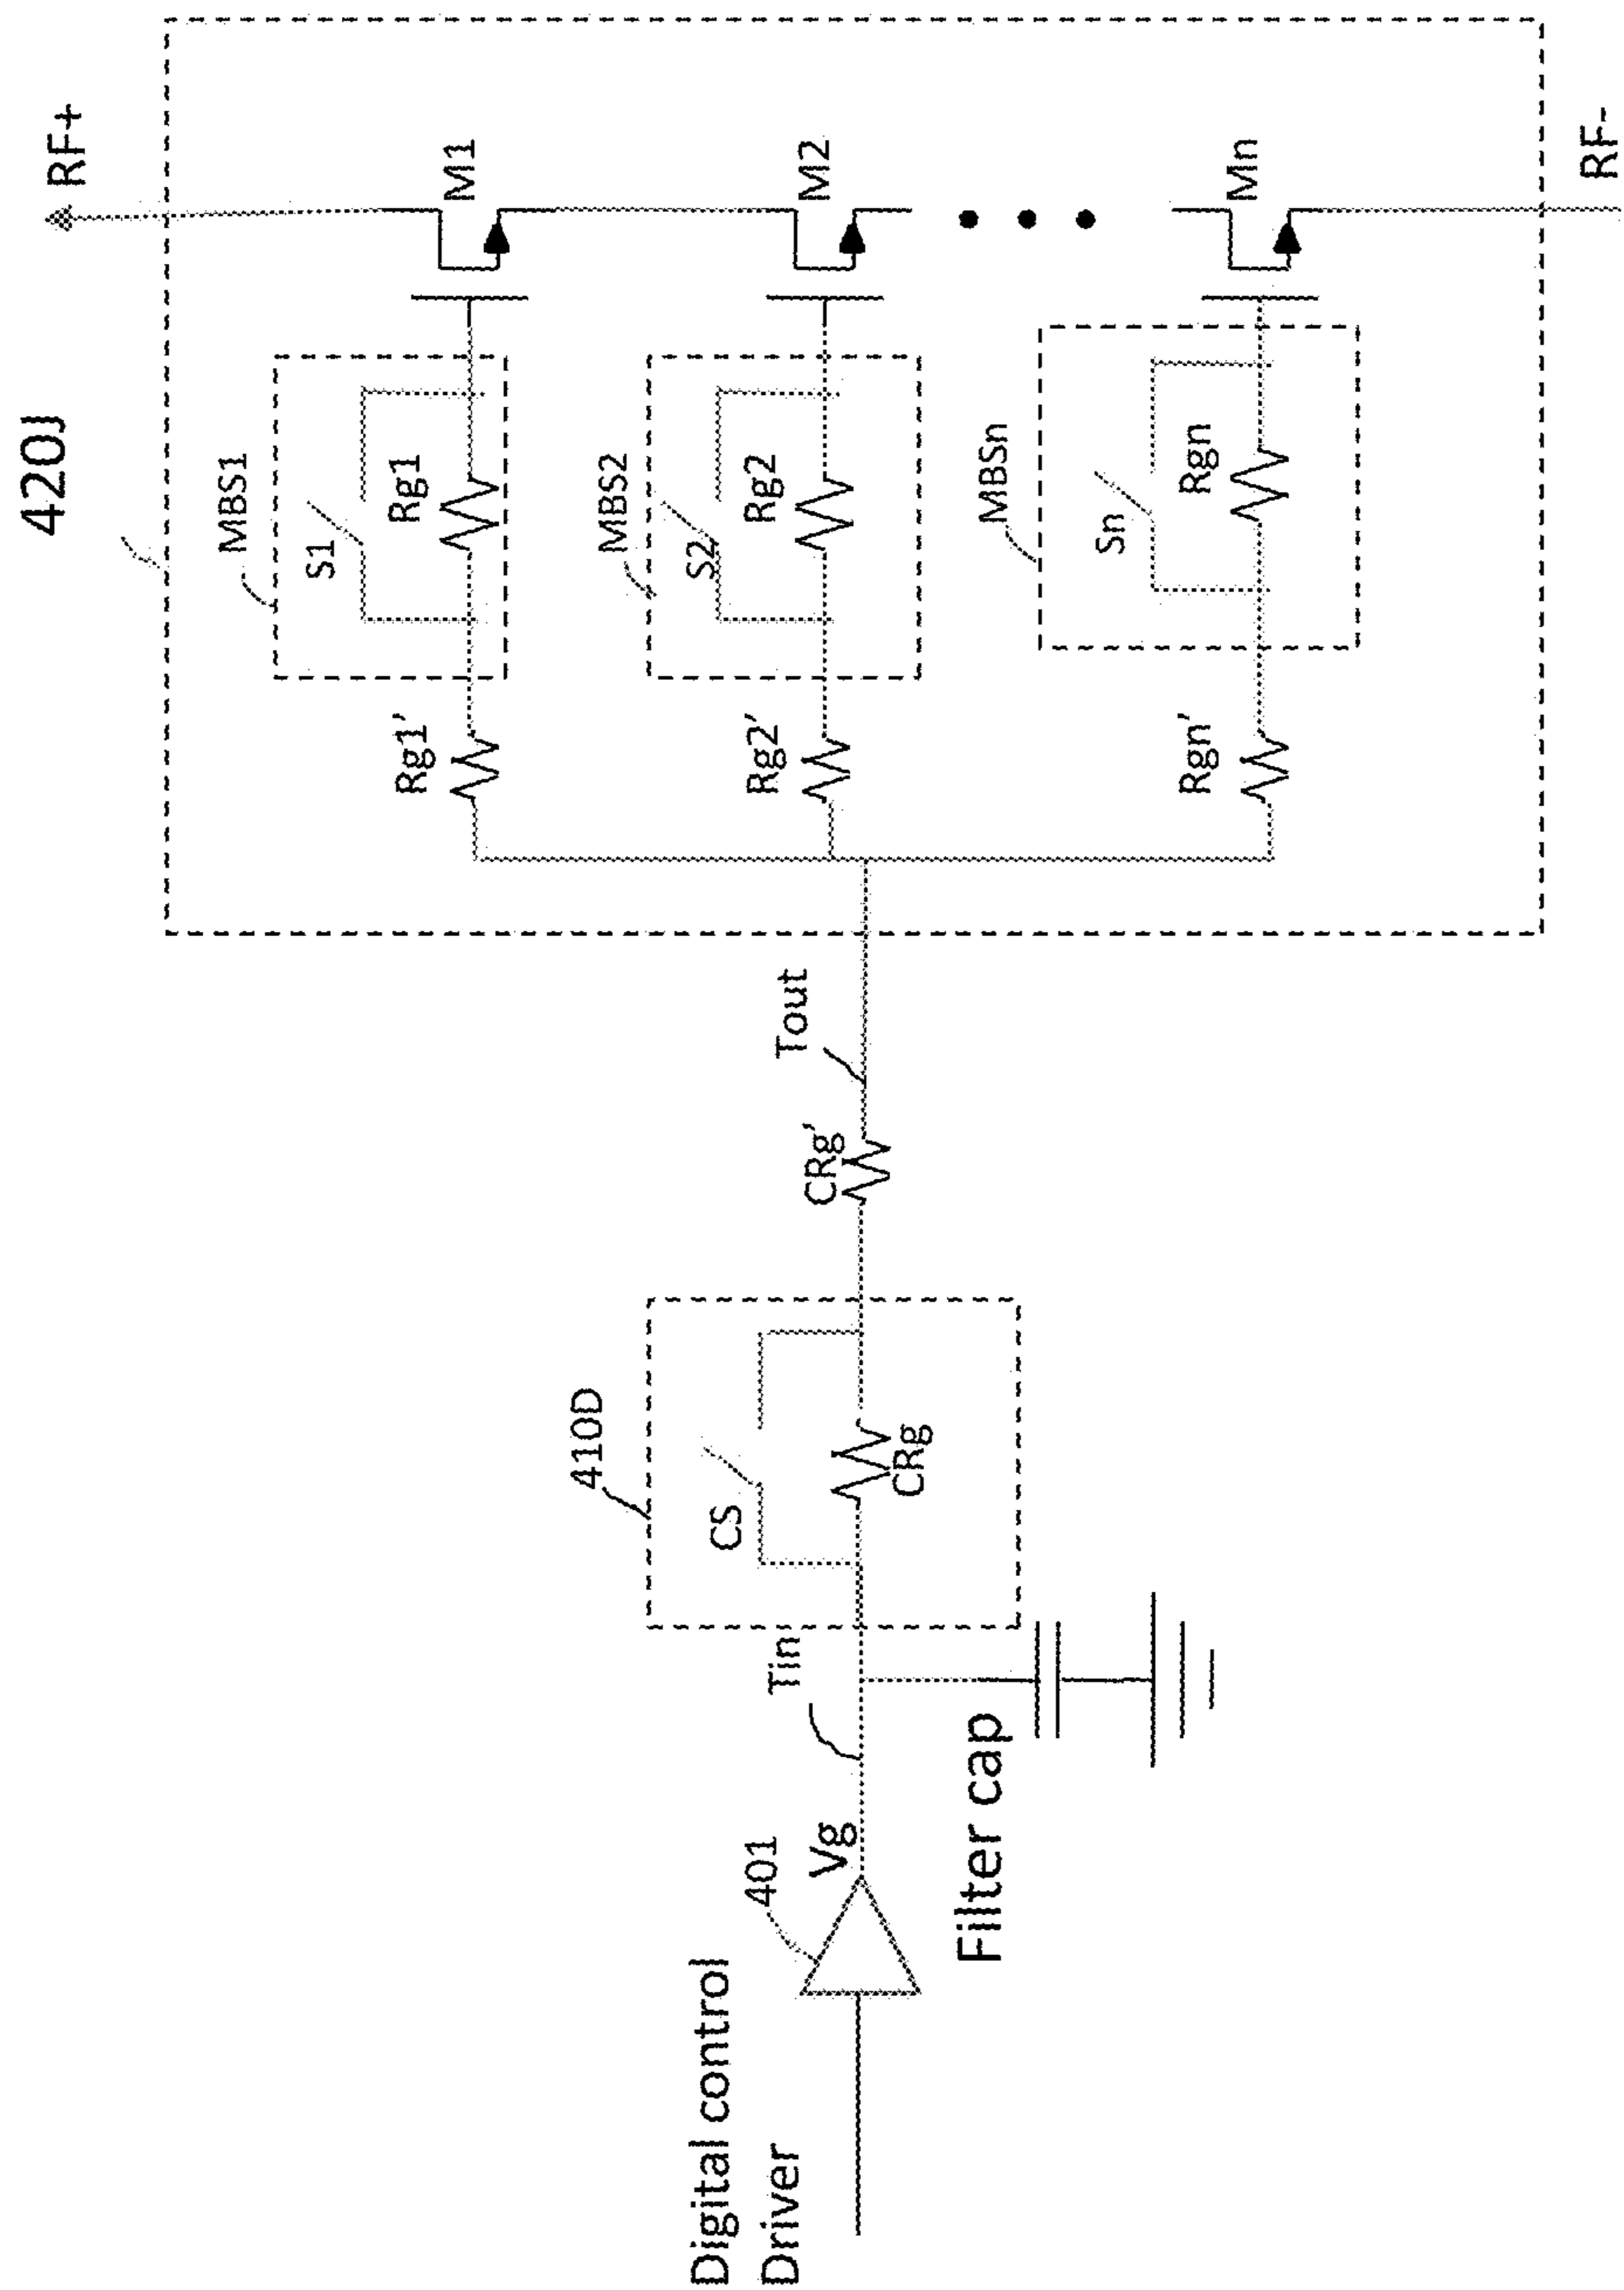 420J
RF+
MBS1
S1
Rg1
Rg1'
M1
MBS2
S2
Rg2
Rg2'
M2
MBSn
Sn
Rgn
Rgn'
Mn
RF-
Tout
CRg'
410D
CS
CRg
Tin
Vg
401
Filter cap
Digital control
Driver